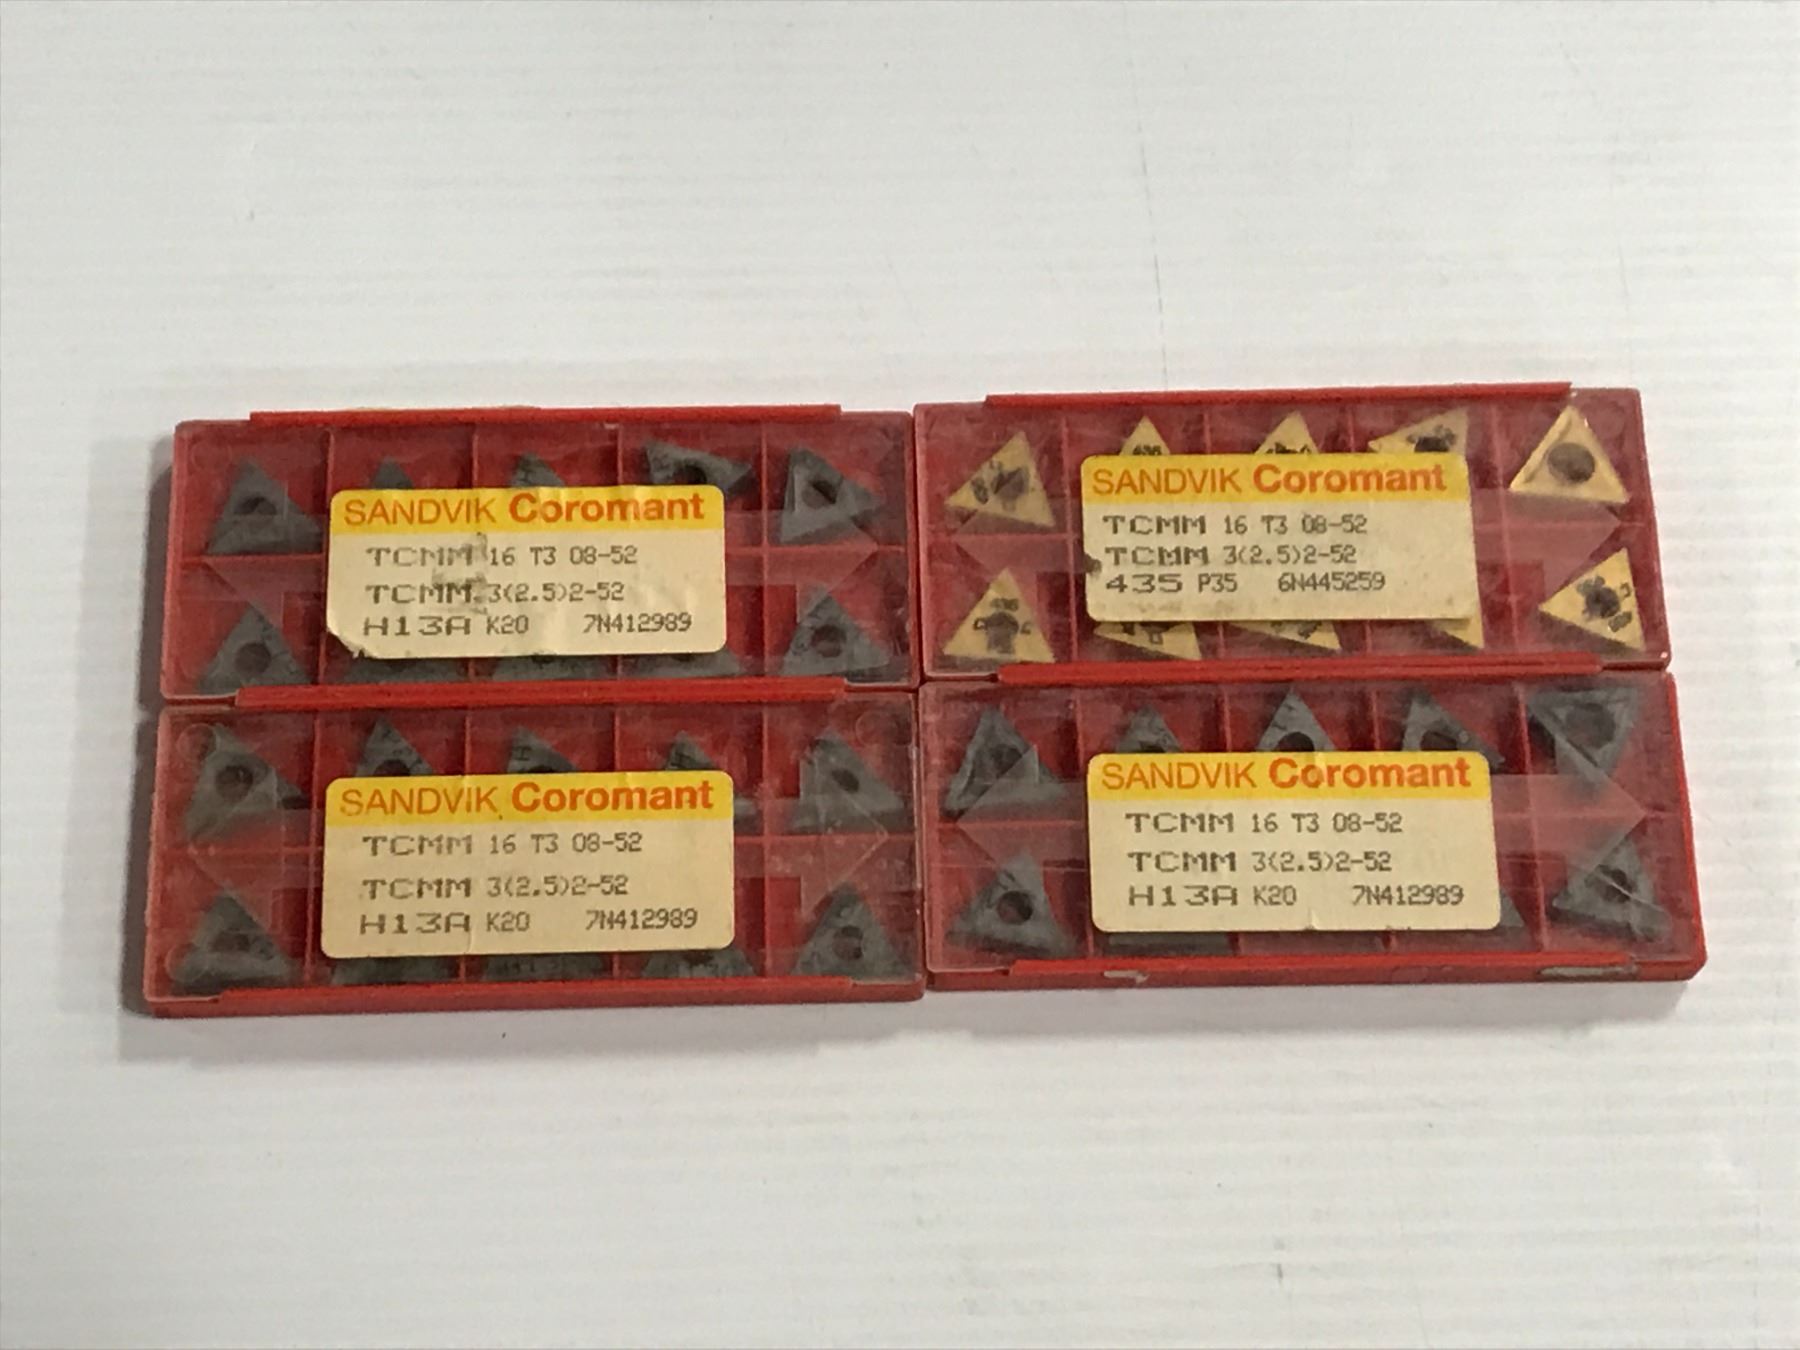 SANDVIK Coromant
TCMM 16 T3 08-52
TCMM 3(2.5)2-52
H13A K20 7N412989
SANDVIK Coromant
TCMM 16 T3 08-52
TCMM 3(2.5)2-52
435 P35 6N445259
SANDVIK Coromant
TCMM 16 T3 08-52
TCMM 3(2.5)2-52
H13A K20 7N412989
SANDVIK Coromant
TCMM 16 T3 08-52
TCMM 3(2.5)2-52
H13A K20 7N412989